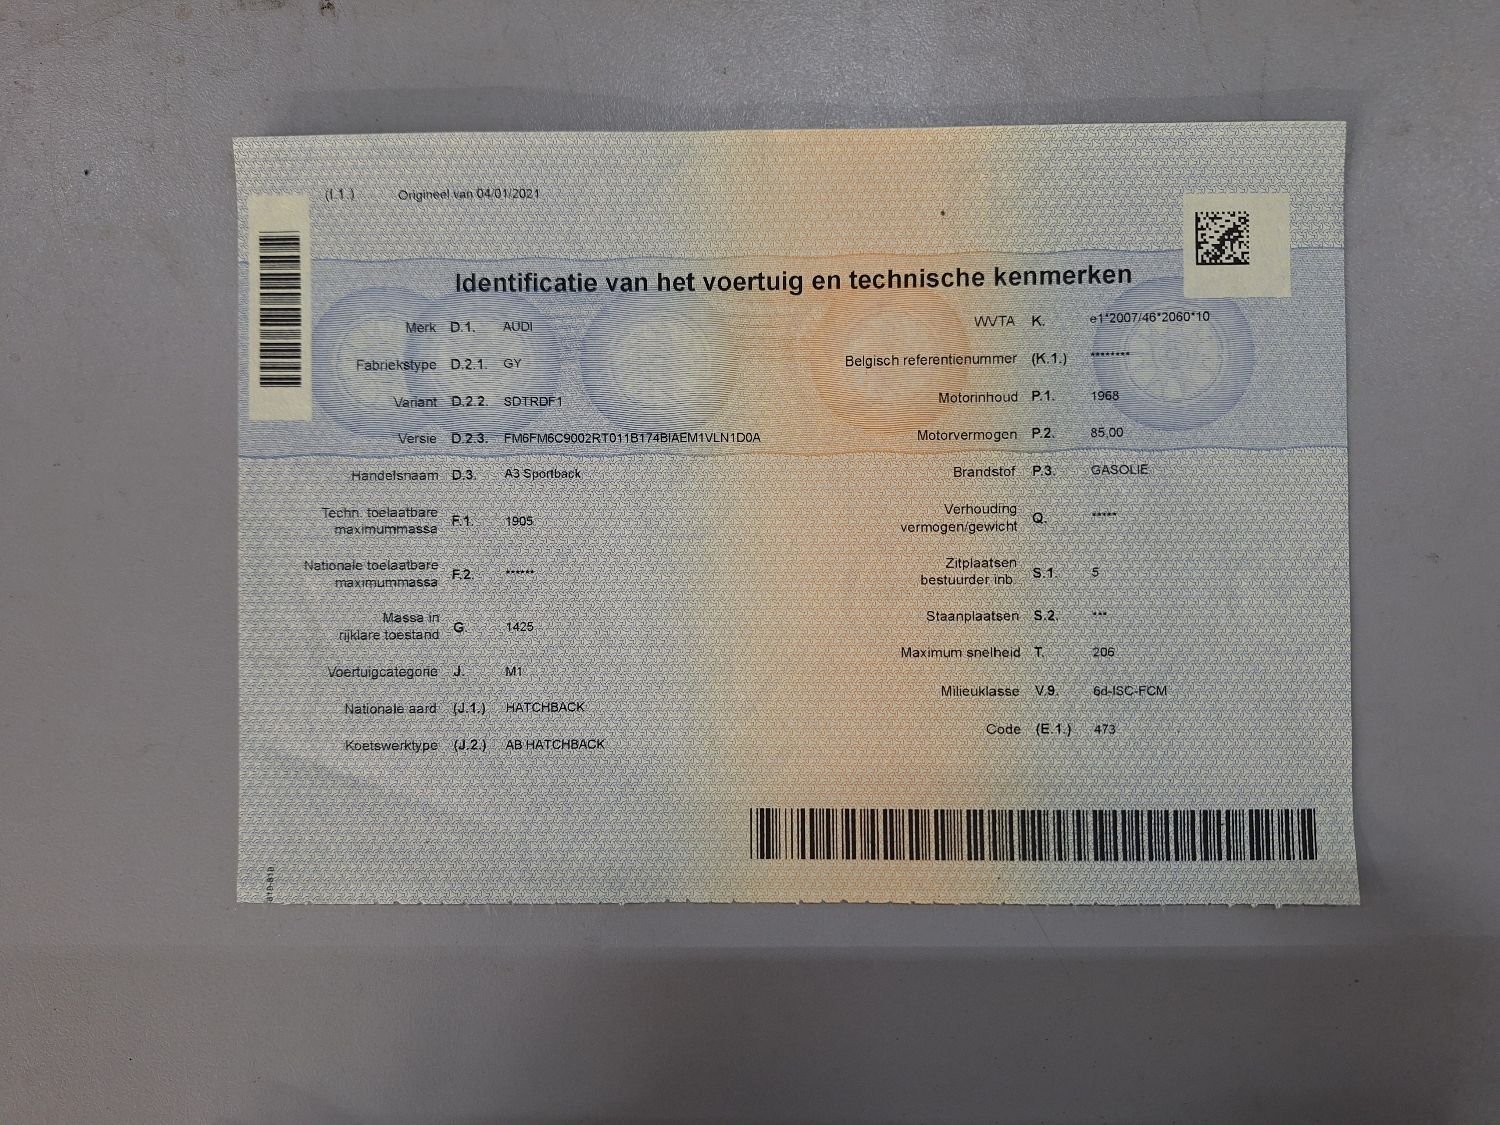 (I.1.) Origineel van 04/01/2021
Identificatie van het voertuig en technische kenmerken
Merk D.1. AUDI
Fabriekstype D.2.1. GY
Variant D.2.2. SDTRDF1
Versie D.2.3. FM6FM6C9002RT011B174BIAEM1VLN1D0A
Handelsnaam D.3. A3 Sportback
Techn. toelaatbare
maximummassa F.1. 1905
Nationale toelaatbare
maximummassa F.2. ******
Massa in
rijklare toestand G. 1425
Voertuigcategorie J. M1
Nationale aard (J.1.) HATCHBACK
Koetswerktype (J.2.) AB HATCHBACK
WVTA K. e1*2007/46*2060*10
Belgisch referentienummer (K.1.) ********
Motorinhoud P.1. 1968
Motorvermogen P.2. 85,00
Brandstof P.3. GASOLIE
Verhouding
vermogen/gewicht Q. *****
Zitplaatsen
bestuurder inb. S.1. 5
Staanplaatsen S.2. ***
Maximum snelheid T. 206
Milieuklasse V.9. 6d-ISC-FCM
Code (E.1.) 473